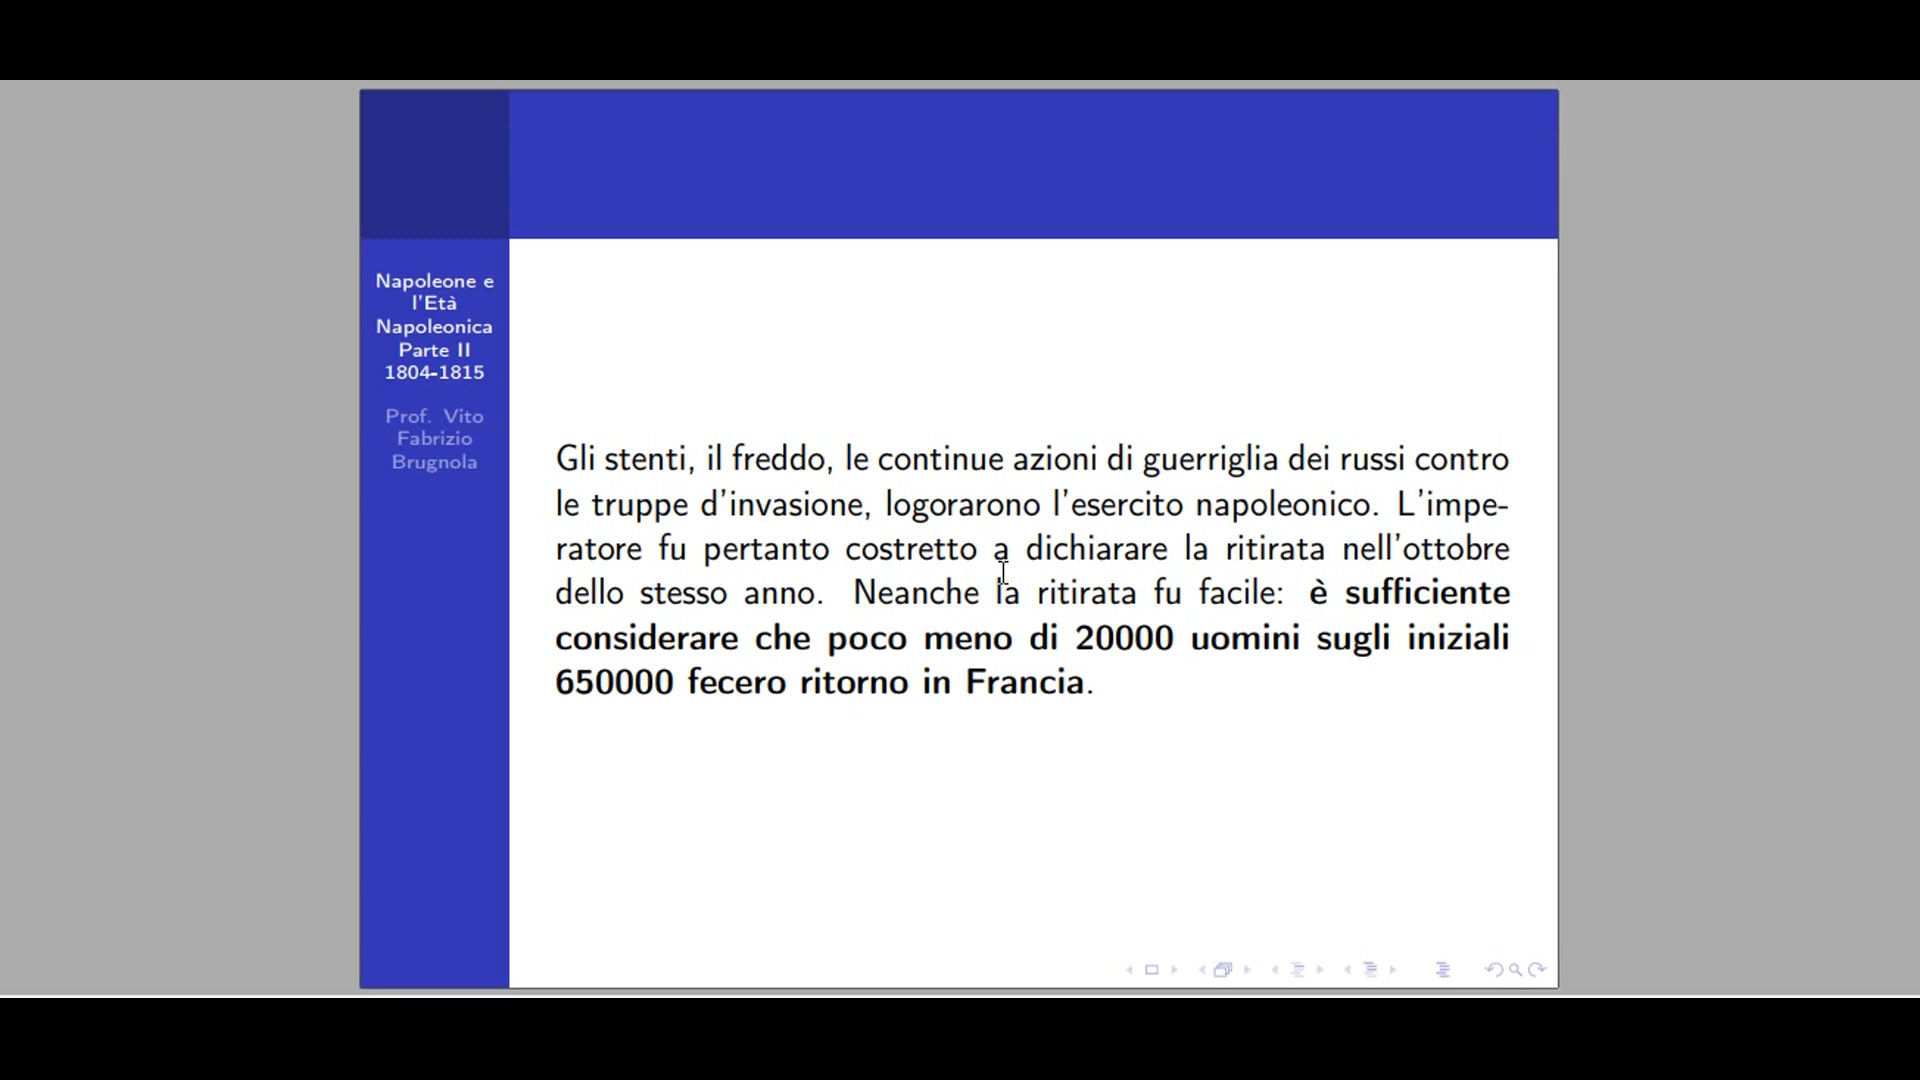 Napoleone e
l'Età
Napoleonica
Parte II
1804-1815
Prof. Vito
Fabrizio
Brugnola
Gli stenti, il freddo, le continue azioni di guerriglia dei russi contro
le truppe d'invasione, logorarono l'esercito napoleonico. L'impe-
ratore fu pertanto costretto a dichiarare la ritirata nell'ottobre
dello stesso anno. Neanche la ritirata fu facile: è sufficiente
considerare che poco meno di 20000 uomini sugli iniziali
650000 fecero ritorno in Francia.